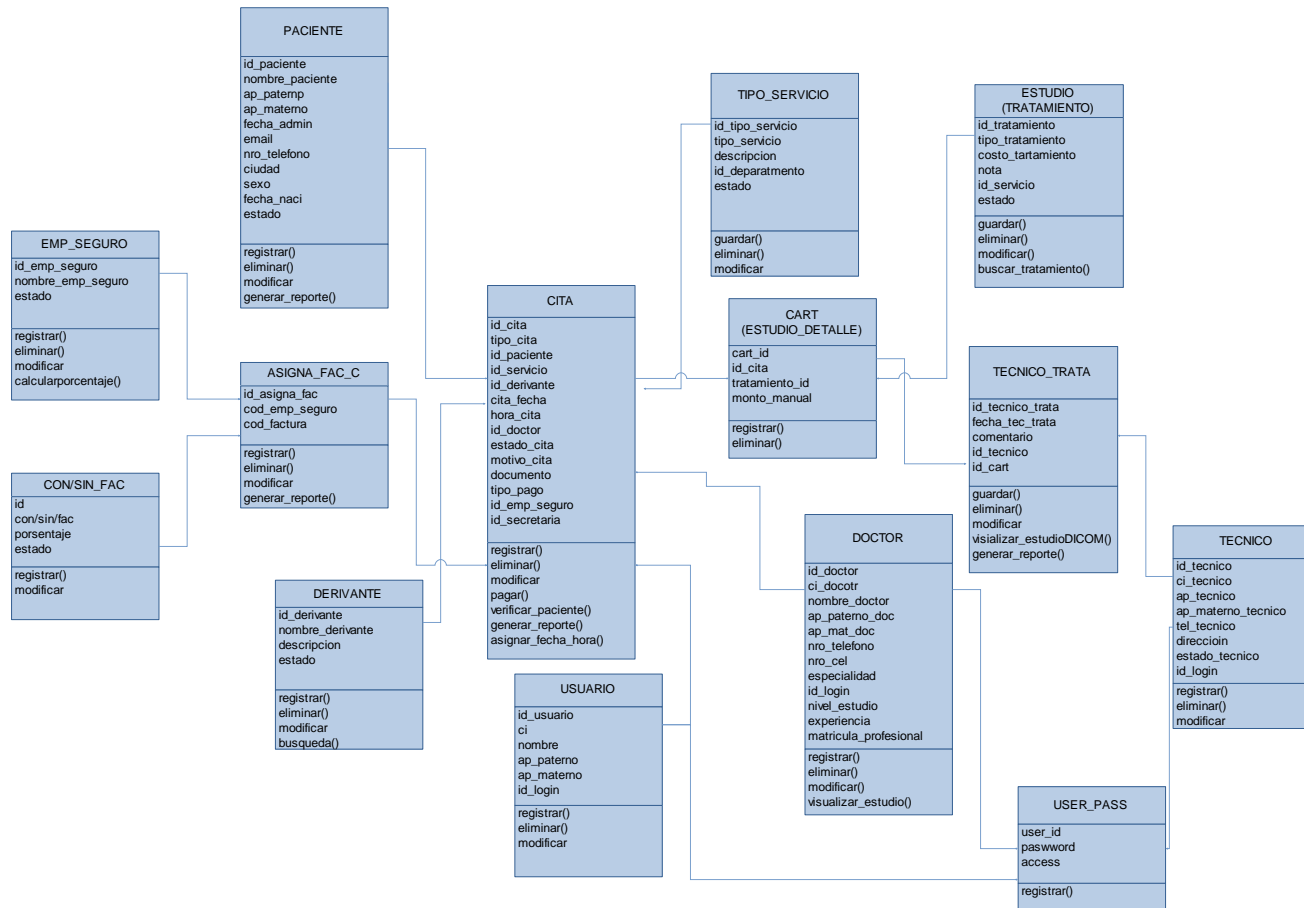 PACIENTE
id_paciente
nombre_paciente
ap_paternp
ap_materno
fecha_admin
email
nro_telefono
ciudad
sexo
fecha_naci
estado
registrar()
eliminar()
modificar
generar_reporte()
TIPO_SERVICIO
id_tipo_servicio
tipo_servicio
descripcion
id_deparatmento
estado
guardar()
eliminar()
modificar
ESTUDIO
(TRATAMIENTO)
id_tratamiento
tipo_tratamiento
costo_tartamiento
nota
id_servicio
estado
guardar()
eliminar()
modificar()
buscar_tratamiento()
EMP_SEGURO
id_emp_seguro
nombre_emp_seguro
estado
registrar()
eliminar()
modificar
calcularporcentaje()
CITA
id_cita
tipo_cita
id_paciente
id_servicio
id_derivante
cita_fecha
hora_cita
id_doctor
estado_cita
motivo_cita
documento
tipo_pago
id_emp_seguro
id_secretaria
registrar()
eliminar()
modificar
pagar()
verificar_paciente()
generar_reporte()
asignar_fecha_hora()
CART
(ESTUDIO_DETALLE)
cart_id
id_cita
tratamiento_id
monto_manual
registrar()
eliminar()
TECNICO_TRATA
id_tecnico_trata
fecha_tec_trata
comentario
id_tecnico
id_cart
guardar()
eliminar()
modificar
visializar_estudioDICOM()
generar_reporte()
ASIGNA_FAC_C
id_asigna_fac
cod_emp_seguro
cod_factura
registrar()
eliminar()
modificar
generar_reporte()
CON/SIN_FAC
id
con/sin/fac
porsentaje
estado
registrar()
modificar
DOCTOR
id_doctor
ci_docotr
nombre_doctor
ap_paterno_doc
ap_mat_doc
nro_telefono
nro_cel
especialidad
id_login
nivel_estudio
experiencia
matricula_profesional
registrar()
eliminar()
modificar()
visualizar_estudio()
TECNICO
id_tecnico
ci_tecnico
ap_tecnico
ap_materno_tecnico
tel_tecnico
direccioin
estado_tecnico
id_login
registrar()
eliminar()
modificar
DERIVANTE
id_derivante
nombre_derivante
descripcion
estado
registrar()
eliminar()
modificar
busqueda()
USUARIO
id_usuario
ci
nombre
ap_paterno
ap_materno
id_login
registrar()
eliminar()
modificar
USER_PASS
user_id
paswword
access
registrar()